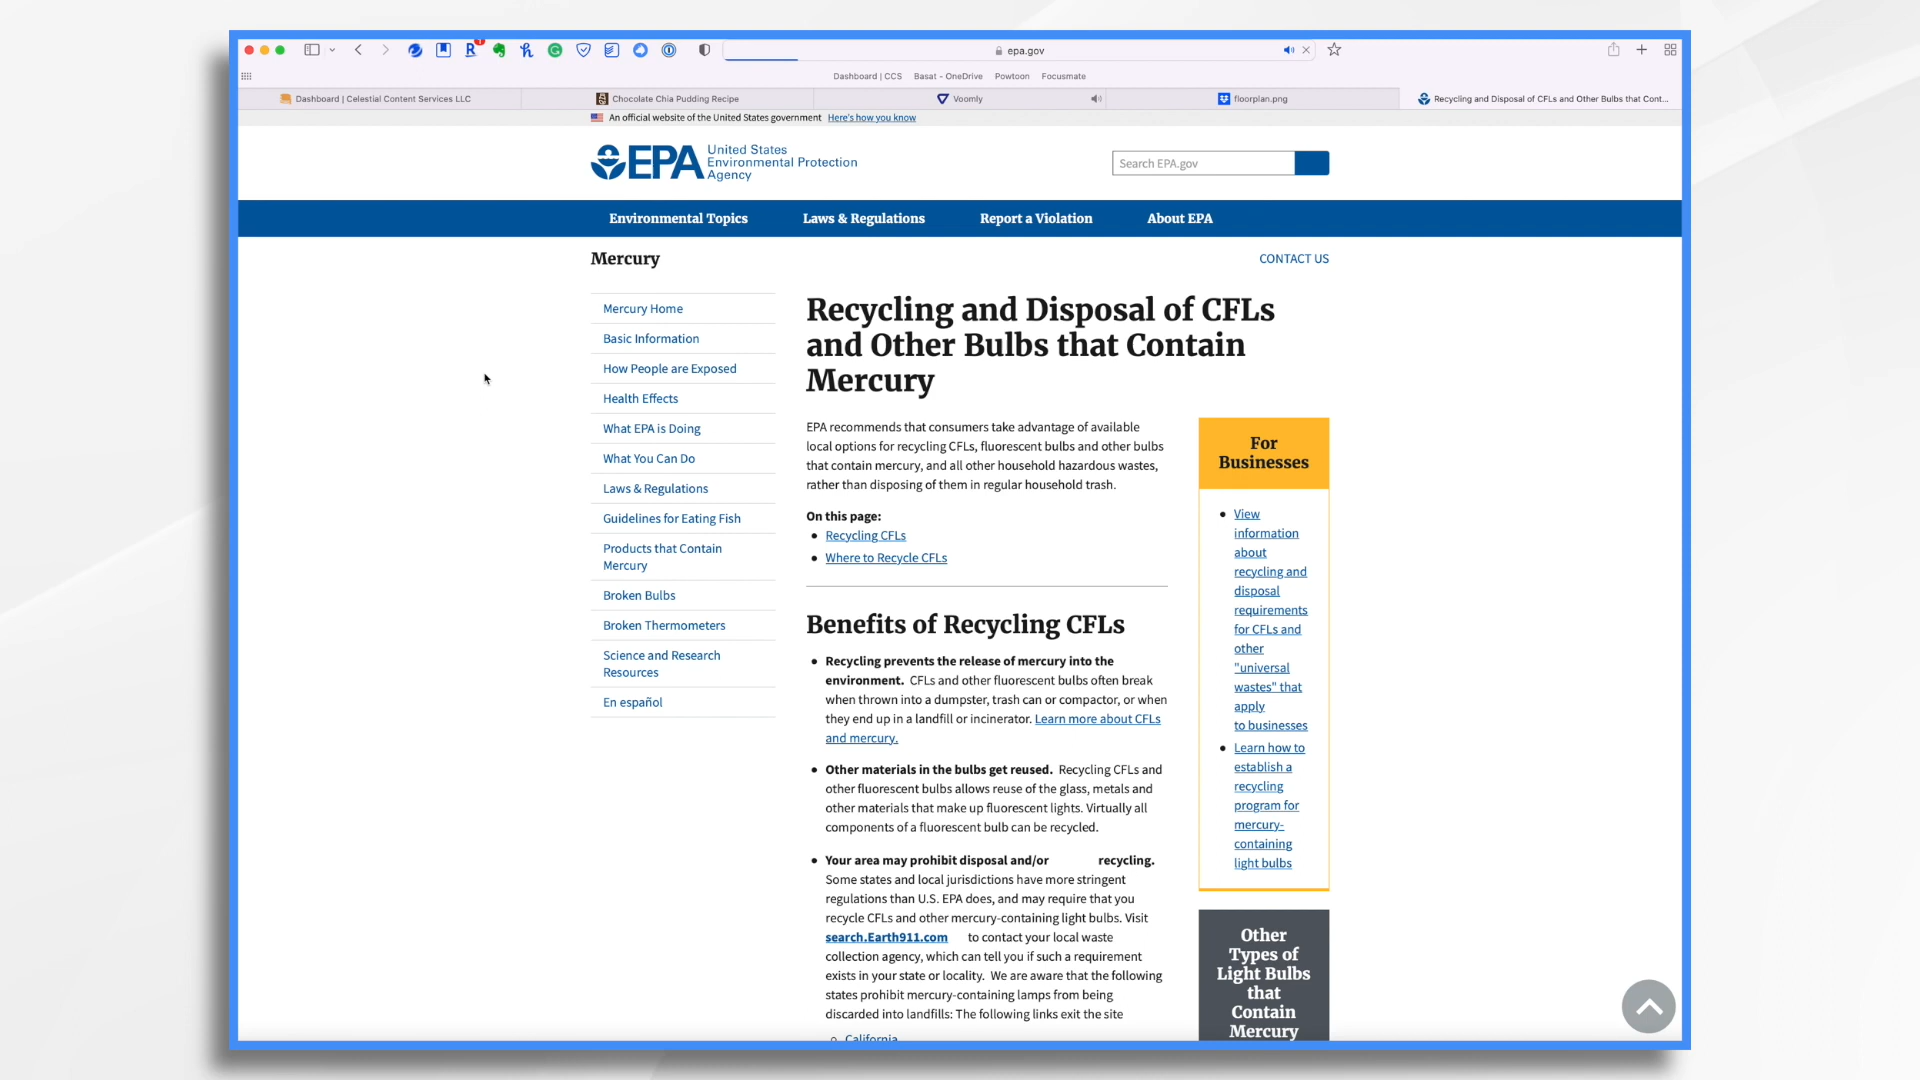 epa.gov
Dashboard | CCS Basat - OneDrive Powtoon Focusmate
Dashboard | Celestial Content Services LLC
Chocolate Chia Pudding Recipe
Voomly
floorplan.png
Recycling and Disposal of CFLs and Other Bulbs that Cont...
An official website of the United States government Here's how you know
EPA
United States
Environmental Protection
Agency
Search EPA.gov
Environmental Topics Laws & Regulations Report a Violation About EPA
Mercury
CONTACT US
Mercury Home
Basic Information
How People are Exposed
Health Effects
What EPA is Doing
What You Can Do
Laws & Regulations
Guidelines for Eating Fish
Products that Contain
Mercury
Broken Bulbs
Broken Thermometers
Science and Research
Resources
En español
Recycling and Disposal of CFLs
and Other Bulbs that Contain
Mercury
EPA recommends that consumers take advantage of available
local options for recycling CFLs, fluorescent bulbs and other bulbs
that contain mercury, and all other household hazardous wastes,
rather than disposing of them in regular household trash.
On this page:
• Recycling CFLs
• Where to Recycle CFLs
Benefits of Recycling CFLs
• Recycling prevents the release of mercury into the
environment. CFLs and other fluorescent bulbs often break
when thrown into a dumpster, trash can or compactor, or when
they end up in a landfill or incinerator. Learn more about CFLs
and mercury.
• Other materials in the bulbs get reused. Recycling CFLs and
other fluorescent bulbs allows reuse of the glass, metals and
other materials that make up fluorescent lights. Virtually all
components of a fluorescent bulb can be recycled.
• Your area may prohibit disposal and/or recycling.
Some states and local jurisdictions have more stringent
regulations than U.S. EPA does, and may require that you
recycle CFLs and other mercury-containing light bulbs. Visit
search.Earth911.com to contact your local waste
collection agency, which can tell you if such a requirement
exists in your state or locality. We are aware that the following
states prohibit mercury-containing lamps from being
discarded into landfills: The following links exit the site
California
For
Businesses
• View
information
about
recycling and
disposal
requirements
for CFLs and
other
"universal
wastes" that
apply
to businesses
• Learn how to
establish a
recycling
program for
mercury-
containing
light bulbs
Other
Types of
Light Bulbs
that
Contain
Mercury